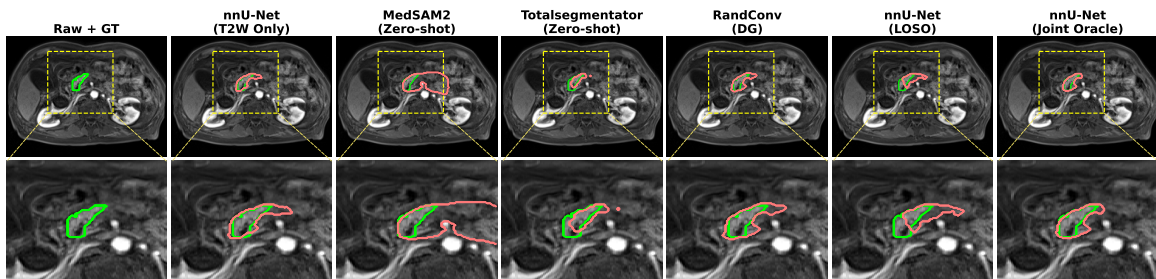 Raw + GT
nnU-Net
(T2W Only)
MedSAM2
(Zero-shot)
Totalsegmentator
(Zero-shot)
RandConv
(DG)
nnU-Net
(LOSO)
nnU-Net
(Joint Oracle)